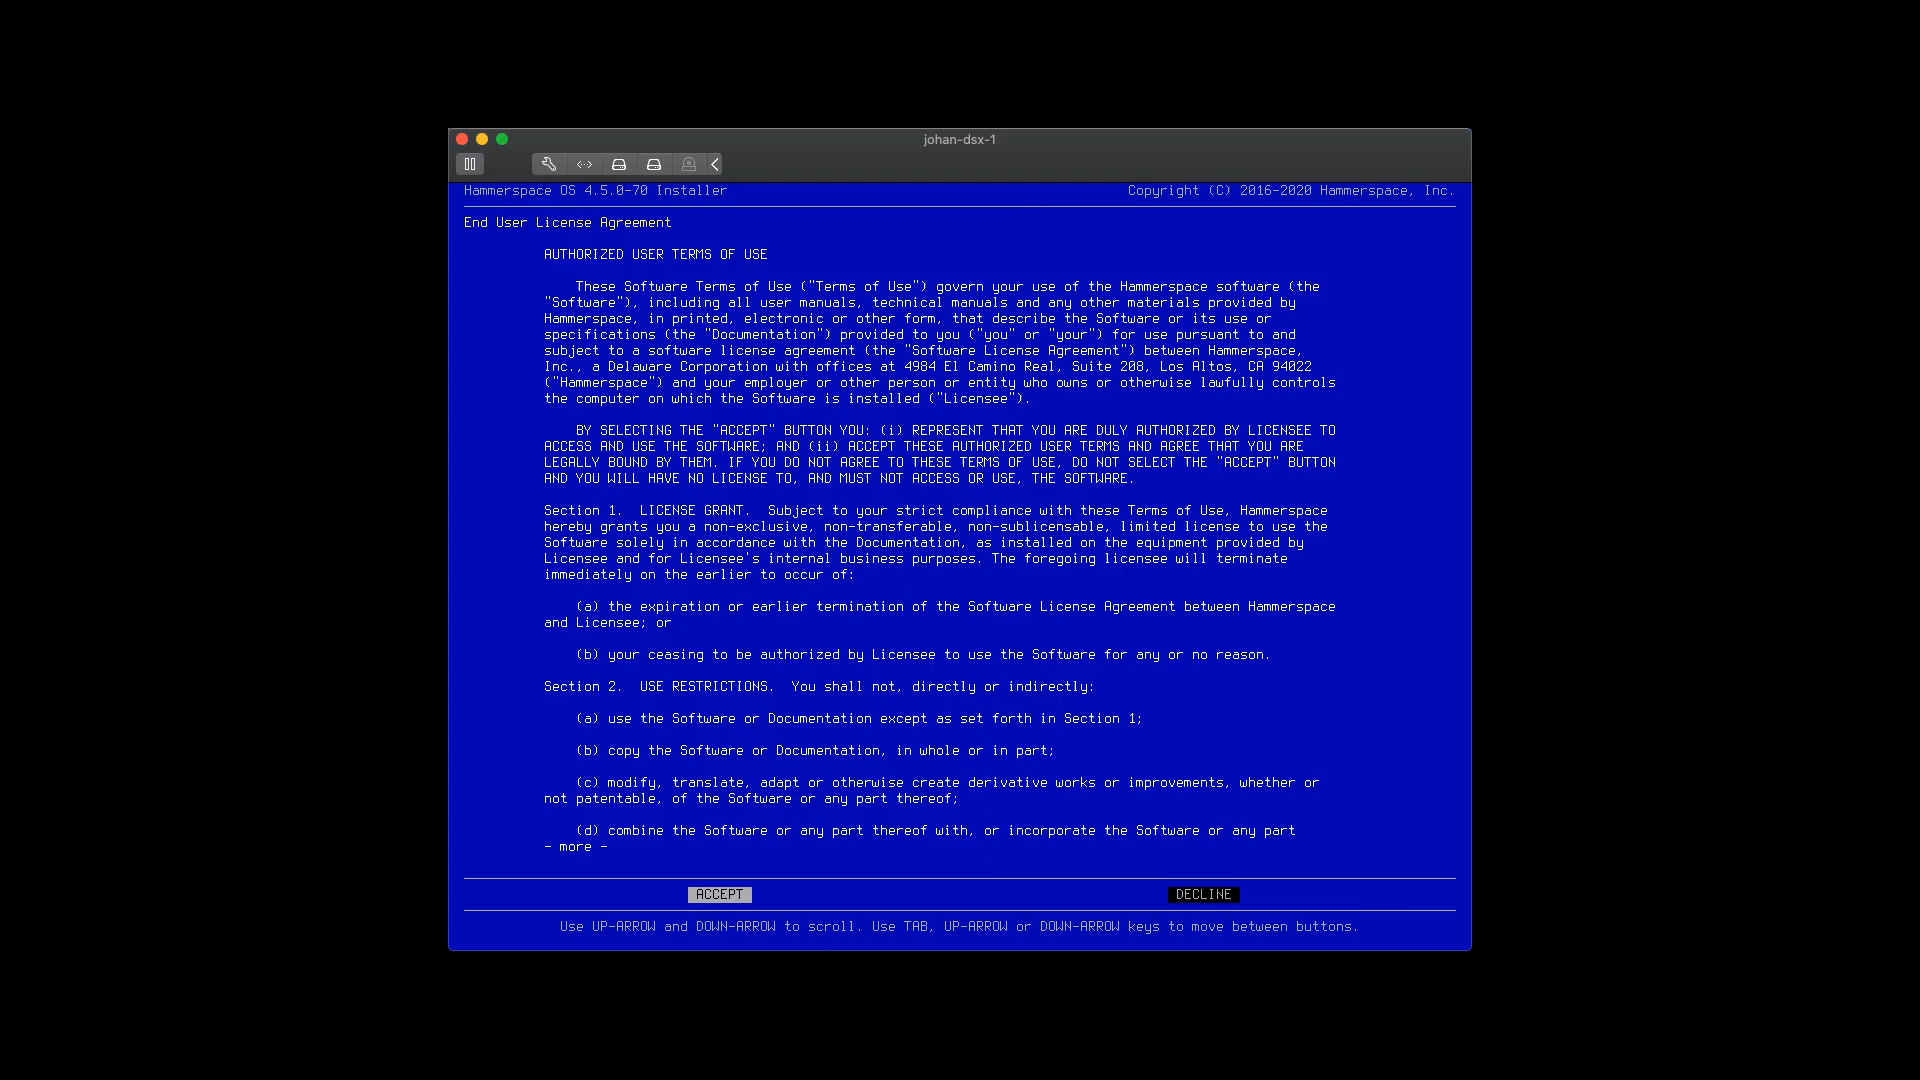 johan-dsx-1
Hammerspace OS 4.5.0-70 Installer
Copyright (C) 2016-2020 Hammerspace, Inc.
End User License Agreement
AUTHORIZED USER TERMS OF USE
These Software Terms of Use ("Terms of Use") govern your use of the Hammerspace software (the
"Software"), including all user manuals, technical manuals and any other materials provided by
Hammerspace, in printed, electronic or other form, that describe the Software or its use or
specifications (the "Documentation") provided to you ("you" or "your") for use pursuant to and
subject to a software license agreement (the "Software License Agreement") between Hammerspace,
Inc., a Delaware Corporation with offices at 4984 El Camino Real, Suite 208, Los Altos, CA 94022
("Hammerspace") and your employer or other person or entity who owns or otherwise lawfully controls
the computer on which the Software is installed ("Licensee").
BY SELECTING THE "ACCEPT" BUTTON YOU: (i) REPRESENT THAT YOU ARE DULY AUTHORIZED BY LICENSEE TO
ACCESS AND USE THE SOFTWARE; AND (ii) ACCEPT THESE AUTHORIZED USER TERMS AND AGREE THAT YOU ARE
LEGALLY BOUND BY THEM. IF YOU DO NOT AGREE TO THESE TERMS OF USE, DO NOT SELECT THE "ACCEPT" BUTTON
AND YOU WILL HAVE NO LICENSE TO, AND MUST NOT ACCESS OR USE, THE SOFTWARE.
Section 1.  LICENSE GRANT.  Subject to your strict compliance with these Terms of Use, Hammerspace
hereby grants you a non-exclusive, non-transferable, non-sublicensable, limited license to use the
Software solely in accordance with the Documentation, as installed on the equipment provided by
Licensee and for Licensee's internal business purposes. The foregoing licensee will terminate
immediately on the earlier to occur of:
(a) the expiration or earlier termination of the Software License Agreement between Hammerspace
and Licensee; or
(b) your ceasing to be authorized by Licensee to use the Software for any or no reason.
Section 2.  USE RESTRICTIONS.  You shall not, directly or indirectly:
(a) use the Software or Documentation except as set forth in Section 1;
(b) copy the Software or Documentation, in whole or in part;
(c) modify, translate, adapt or otherwise create derivative works or improvements, whether or
not patentable, of the Software or any part thereof;
(d) combine the Software or any part thereof with, or incorporate the Software or any part
- more -
ACCEPT
DECLINE
Use UP-ARROW and DOWN-ARROW to scroll. Use TAB, UP-ARROW or DOWN-ARROW keys to move between buttons.